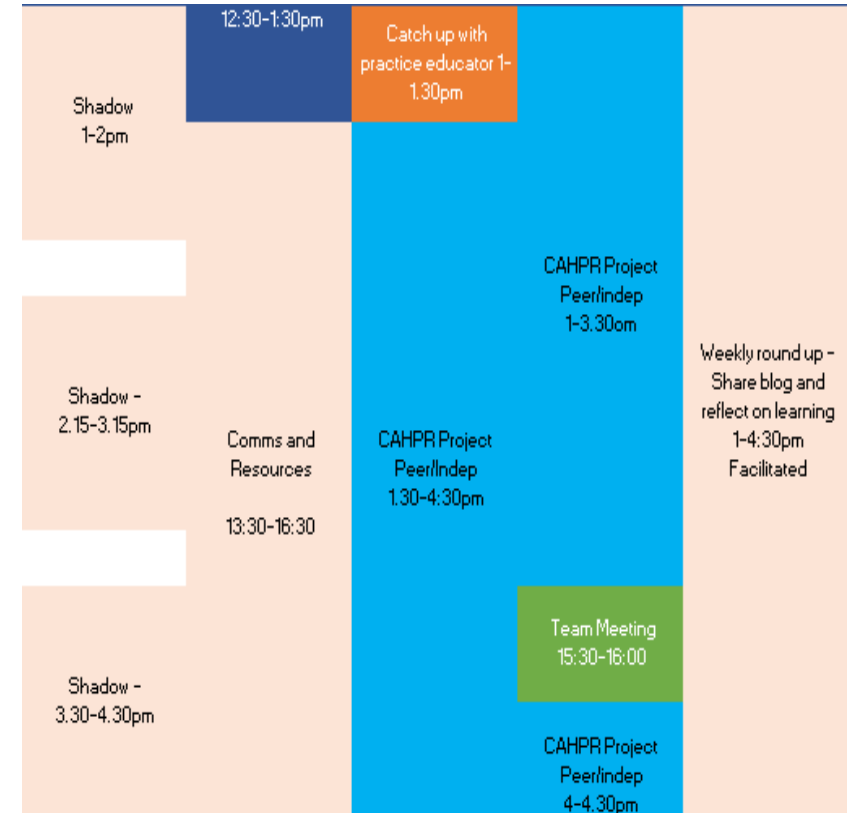 Shadow
1-2pm
Shadow -
2.15-3.15pm
Shadow -
3.30-4.30pm
12:30-1:30pm
Comms and
Resources
13:30-16:30
Catch up with
practice educator 1-
1.30pm
CAHPR Project
Peer/Indep
1.30-4:30pm
CAHPR Project
Peer/indep
1-3.30om
Team Meeting
15:30-16:00
CAHPR Project
Peer/indep
4-4.30pm
Weekly round up -
Share blog and
reflect on learning
1-4:30pm
Facilitated